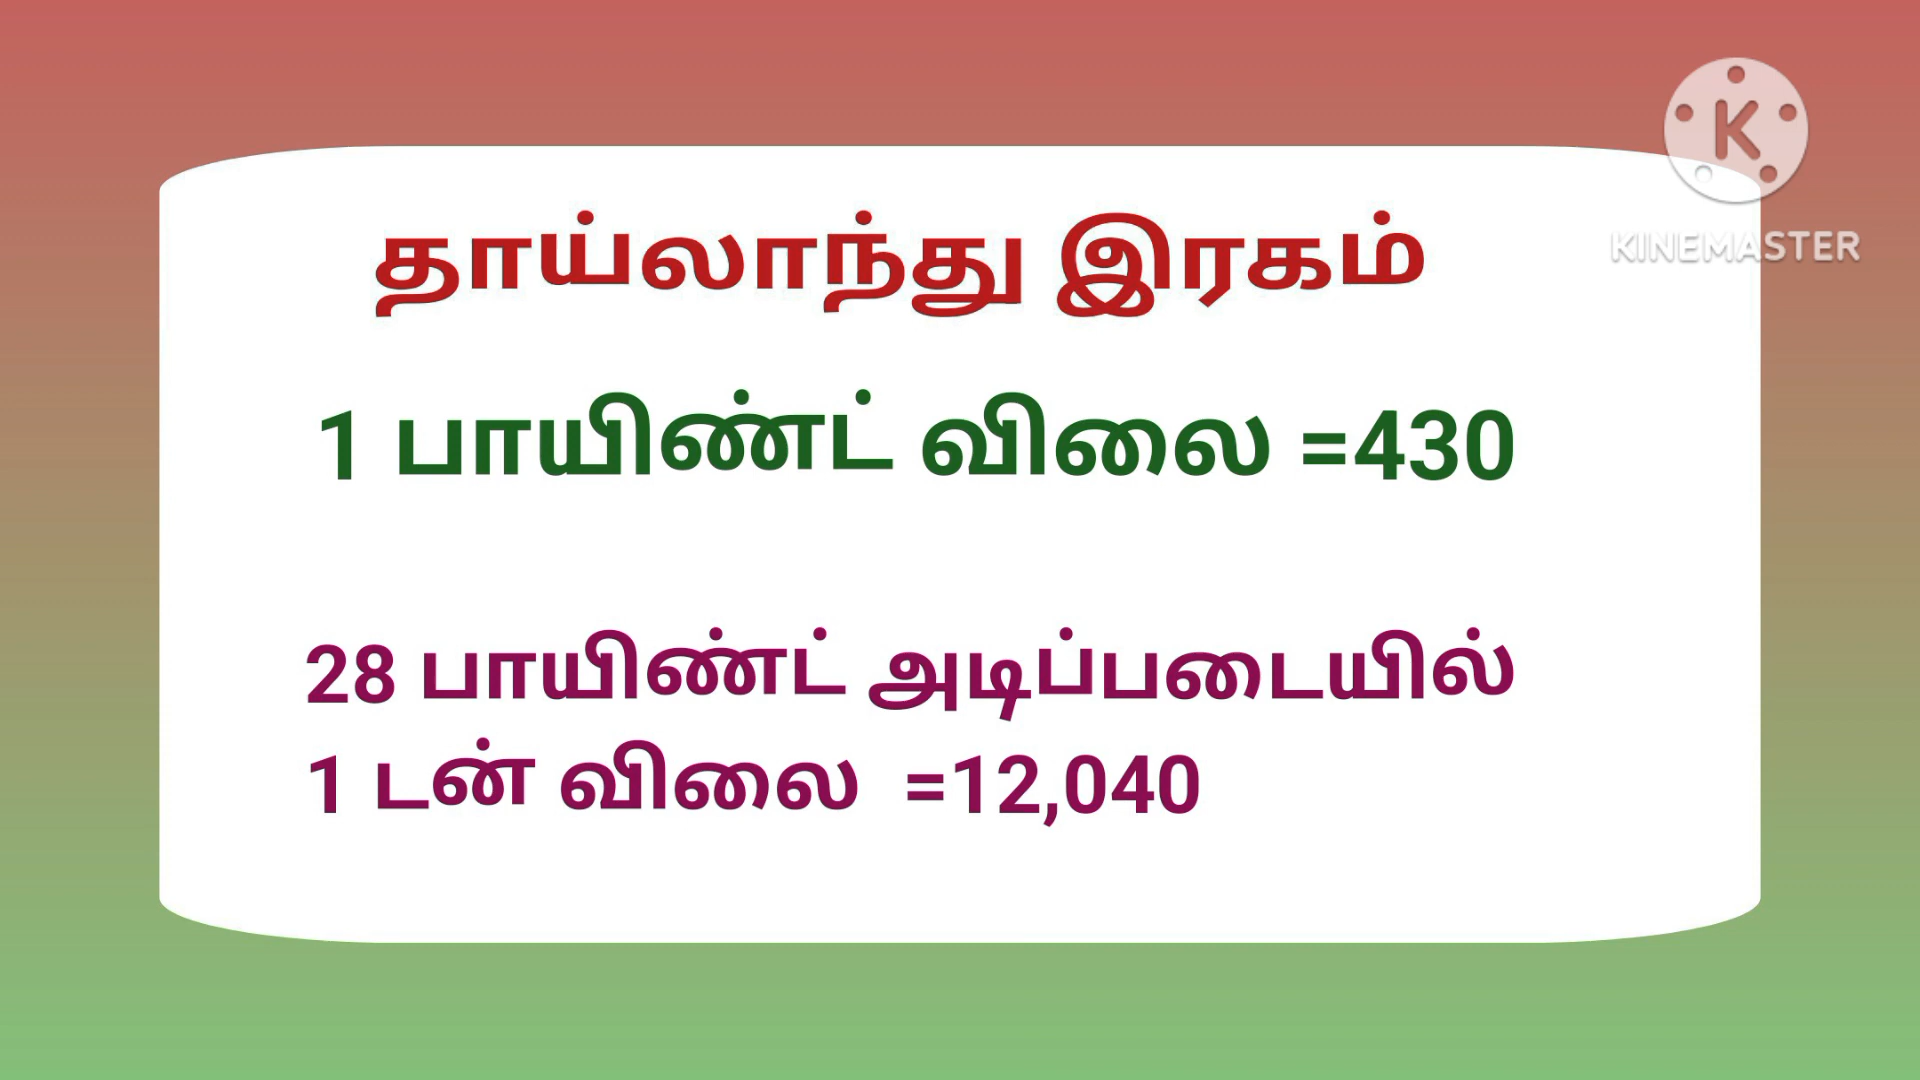 KINEMASTER
தாய்லாந்து இரகம்
1 பாயிண்ட் விலை =430
28 பாயிண்ட் அடிப்படையில்
1 டன் விலை =12,040